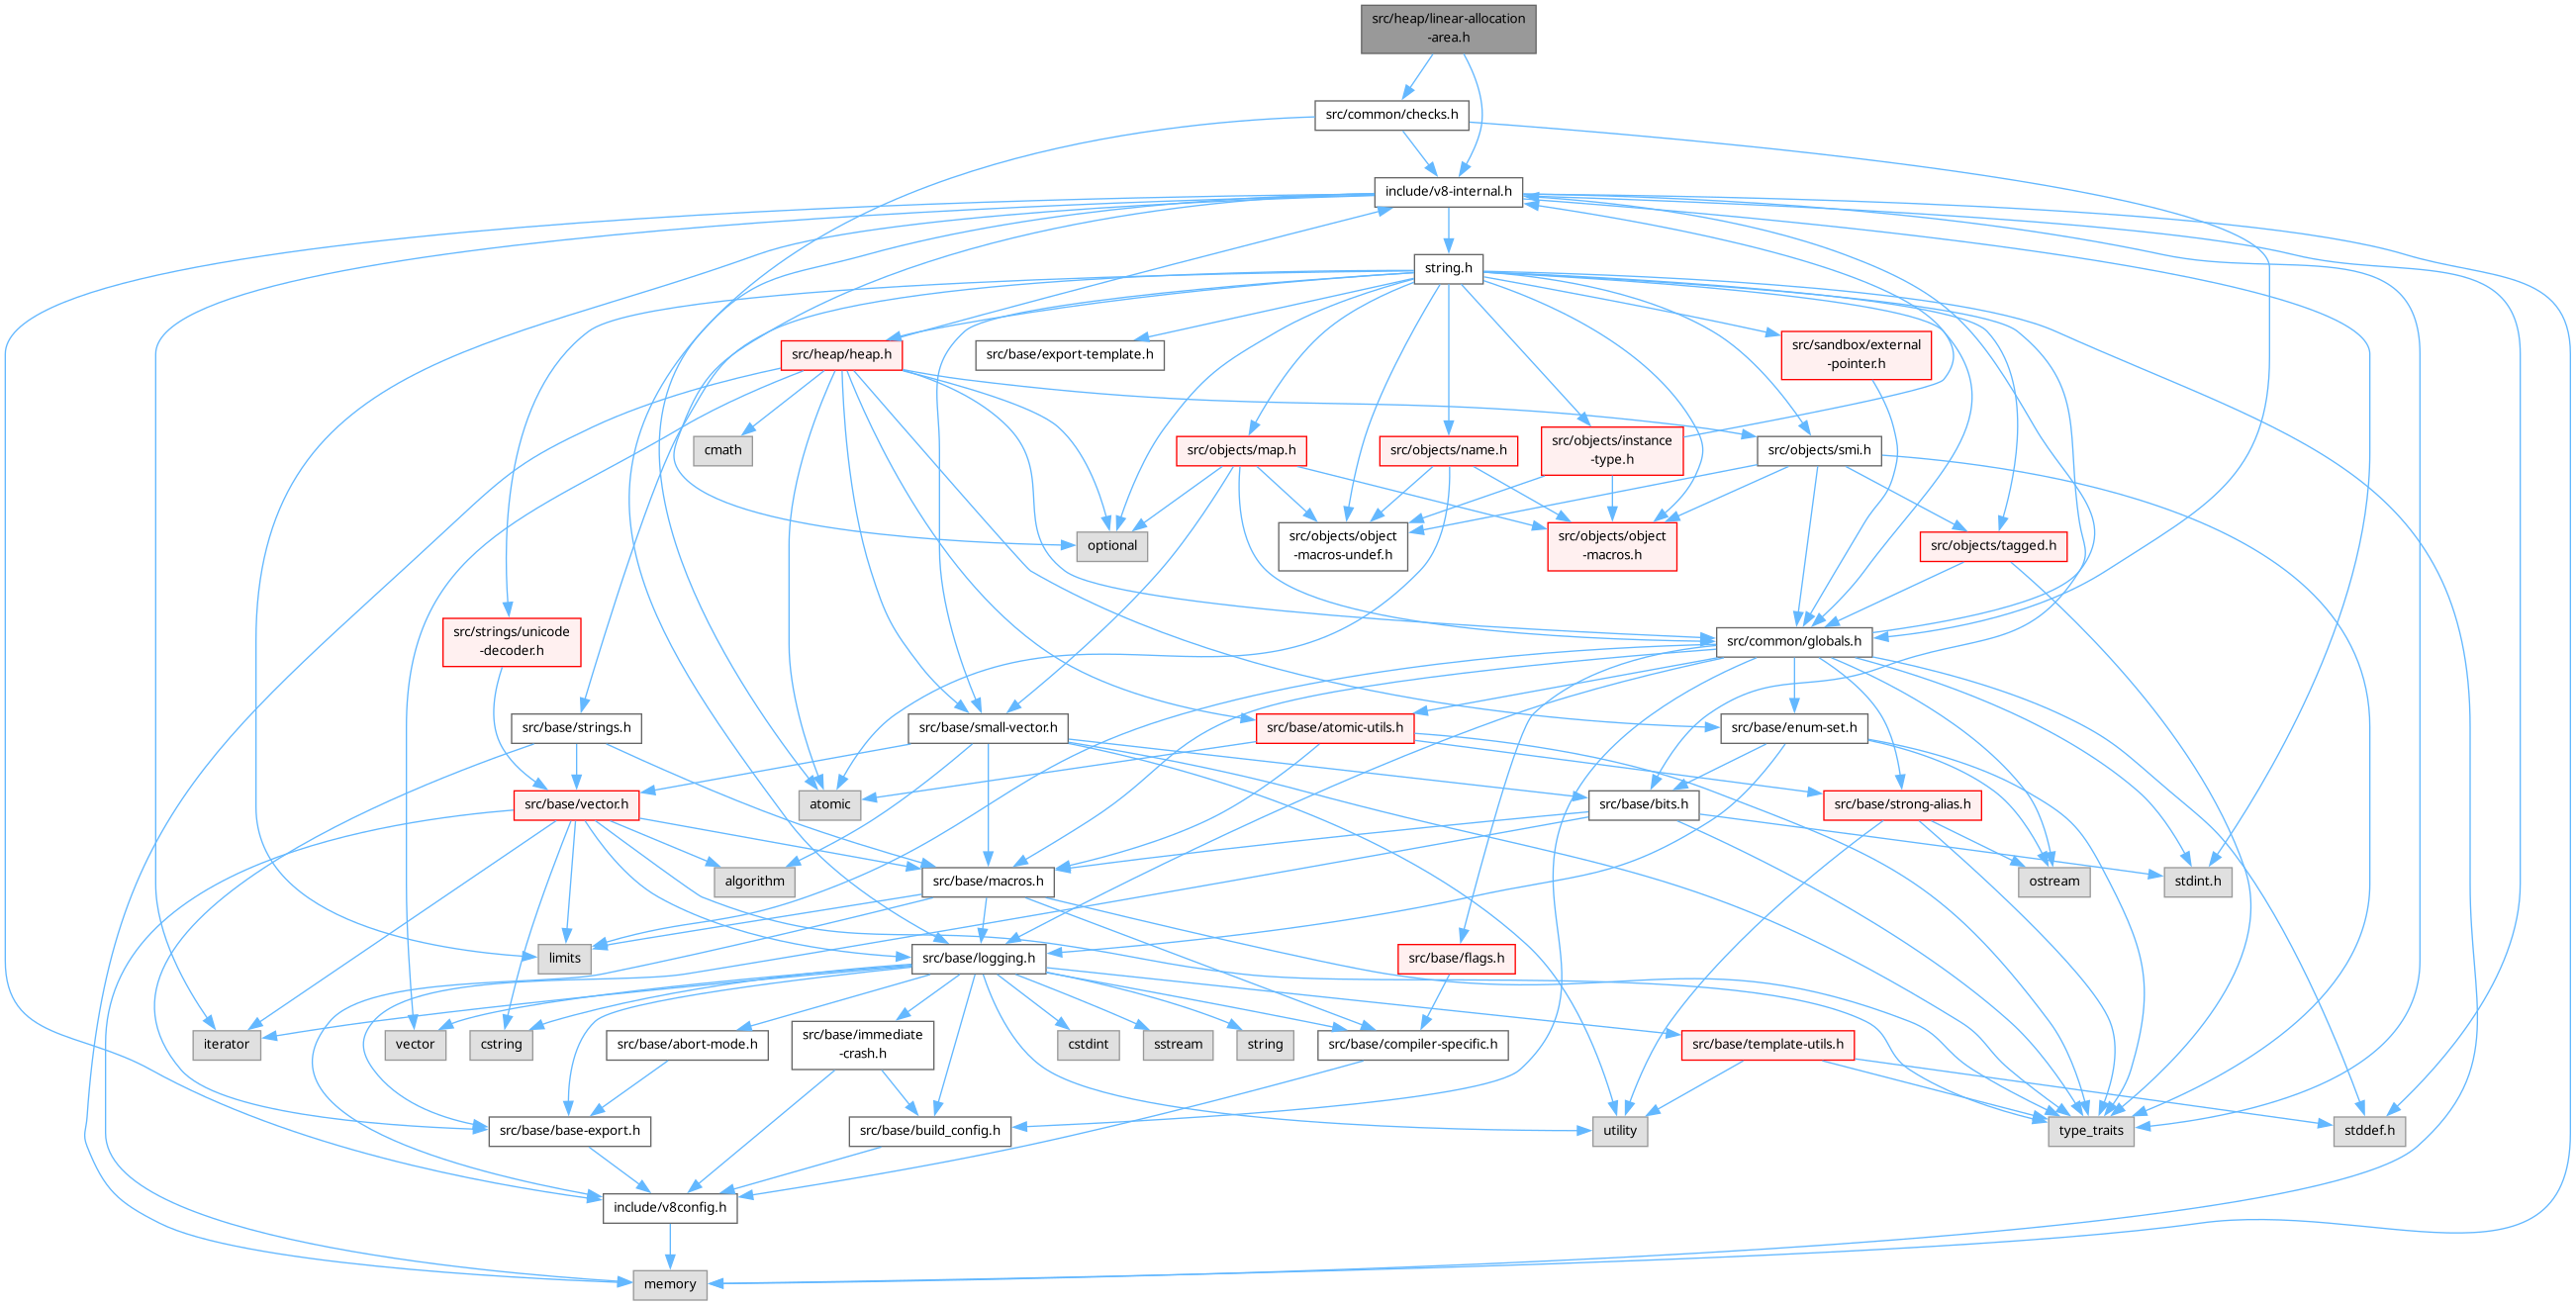 src/heap/linear-allocation
-area.h
src/common/checks.h
include/v8-internal.h
string.h
src/heap/heap.h
src/base/export-template.h
src/sandbox/external
-pointer.h
cmath
src/objects/map.h
src/objects/name.h
src/objects/instance
-type.h
src/objects/smi.h
optional
src/objects/object
-macros-undef.h
src/objects/object
-macros.h
src/objects/tagged.h
src/strings/unicode
-decoder.h
src/common/globals.h
src/base/strings.h
src/base/small-vector.h
src/base/atomic-utils.h
src/base/enum-set.h
src/base/vector.h
atomic
src/base/bits.h
src/base/strong-alias.h
algorithm
src/base/macros.h
ostream
stdint.h
limits
src/base/logging.h
src/base/flags.h
iterator
vector
cstring
src/base/abort-mode.h
src/base/immediate
-crash.h
cstdint
sstream
string
src/base/compiler-specific.h
src/base/template-utils.h
src/base/base-export.h
src/base/build_config.h
utility
type_traits
stddef.h
include/v8config.h
memory